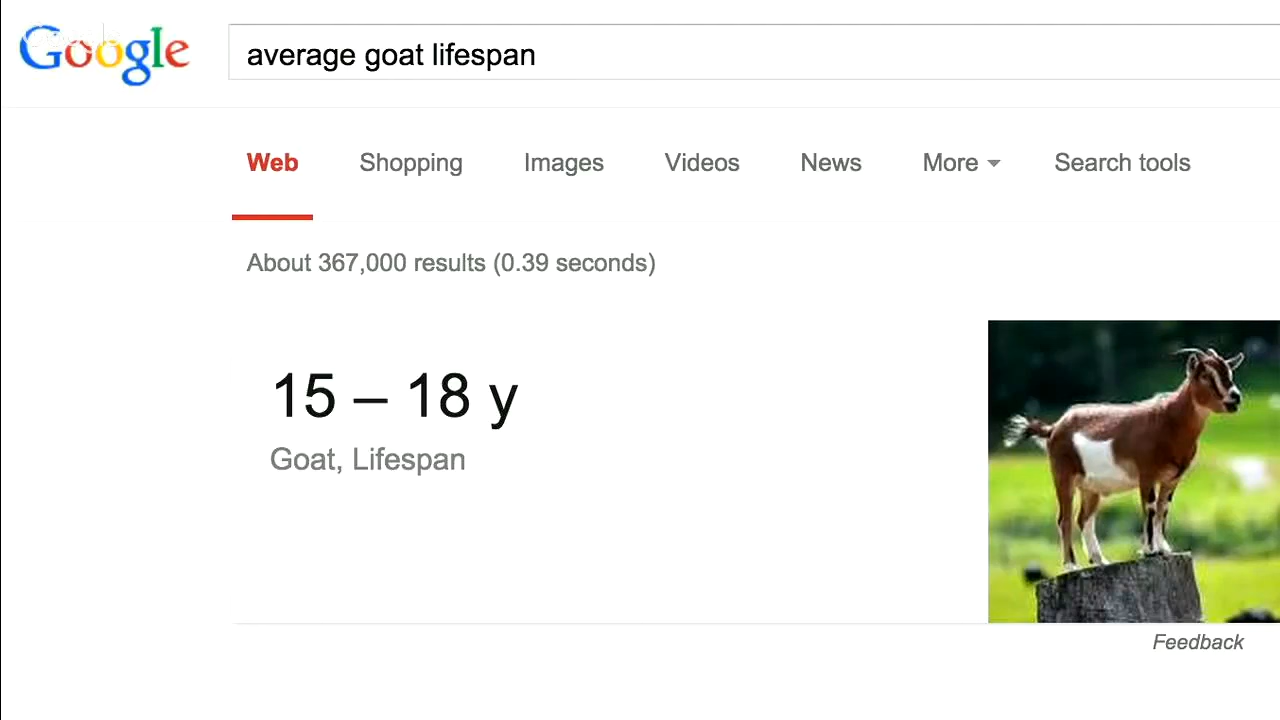 Google
average goat lifespan
Web Shopping Images Videos News More Search tools
About 367,000 results (0.39 seconds)
15 – 18 y
Goat, Lifespan
Feedback